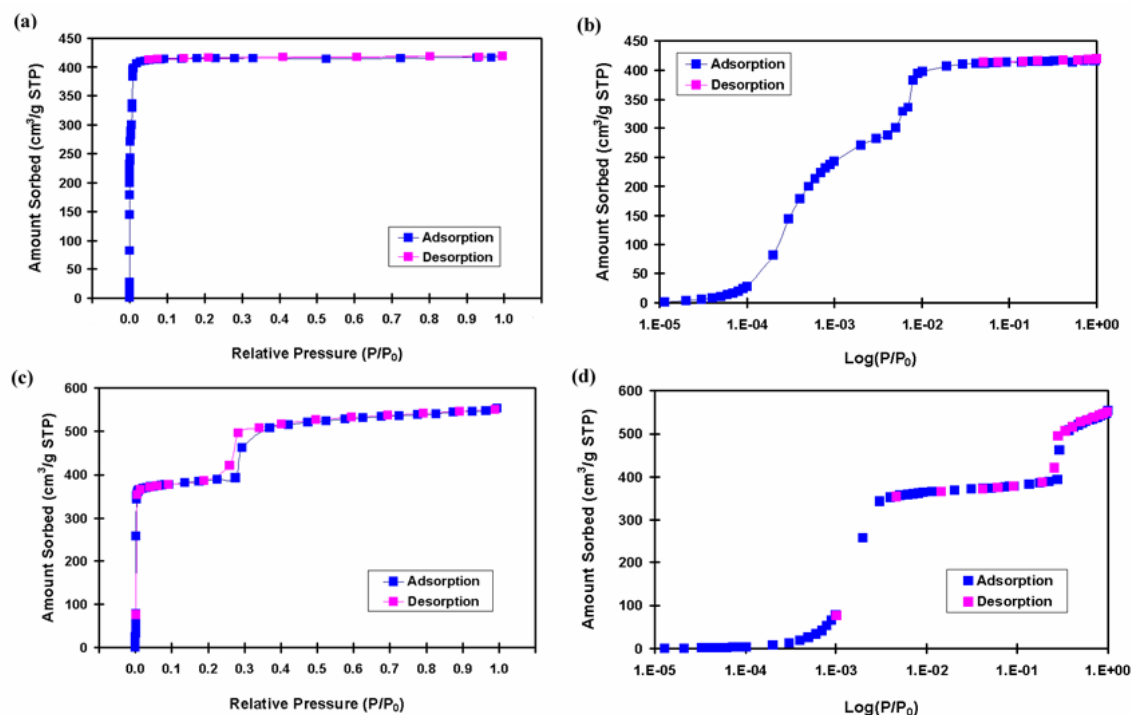 (a)
450
400
350
300
250
200
150
100
50
0
Amount Sorbed (cm³/g STP)
Adsorption
Desorption
0.0 0.1 0.2 0.3 0.4 0.5 0.6 0.7 0.8 0.9 1.0
Relative Pressure (P/P₀)
(b)
450
400
350
300
250
200
150
100
50
0
Amount Sorbed (cm³/g STP)
Adsorption
Desorption
1.E-05 1.E-04 1.E-03 1.E-02 1.E-01 1.E+00
Log(P/P₀)
(c)
600
500
400
300
200
100
0
Amount Sorbed (cm³/g STP)
Adsorption
Desorption
0.0 0.1 0.2 0.3 0.4 0.5 0.6 0.7 0.8 0.9 1.0
Relative Pressure (P/P₀)
(d)
600
500
400
300
200
100
0
Amount Sorbed (cm³/g STP)
Adsorption
Desorption
1.E-05 1.E-04 1.E-03 1.E-02 1.E-01 1.E+00
Log(P/P₀)